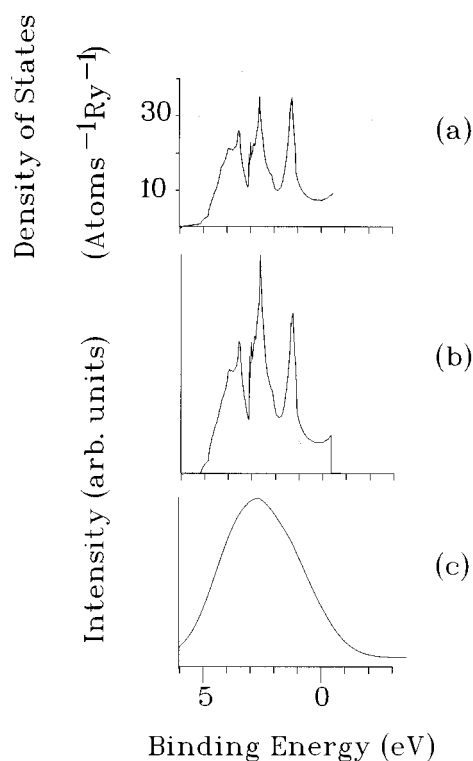 Density of States
(Atoms ⁻¹Ry⁻¹)
30
10
(a)
Intensity (arb. units)
(b)
(c)
5 0
Binding Energy (eV)